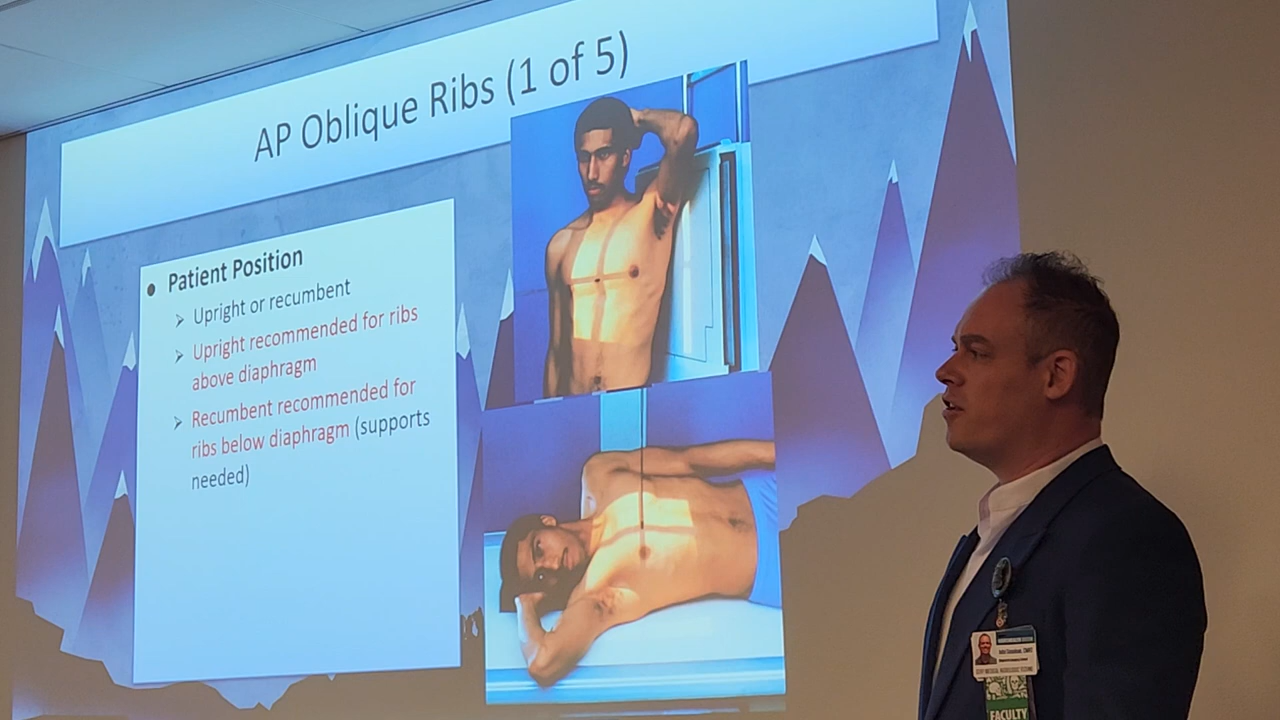 AP Oblique Ribs (1 of 5)
Patient Position
Upright or recumbent
Upright recommended for ribs
above diaphragm
Recumbent recommended for
ribs below diaphragm (supports
needed)
FACULTY